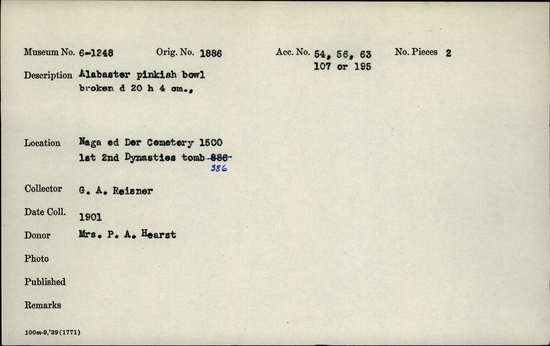 Museum No. 6-1248 Orig. No. 1886 Acc. No. 54, 56, 63 No. Pieces 2
107 or 195
Description Alabaster pinkish bowl
broken d 20 h 4 cm.,
Location Naga ed Der Cemetery 1500
1st 2nd Dynasties tomb 886
386
Collector G. A. Reisner
Date Coll. 1901
Donor Mrs. P. A. Hearst
Photo
Published
Remarks
100m-9,'39(1771)